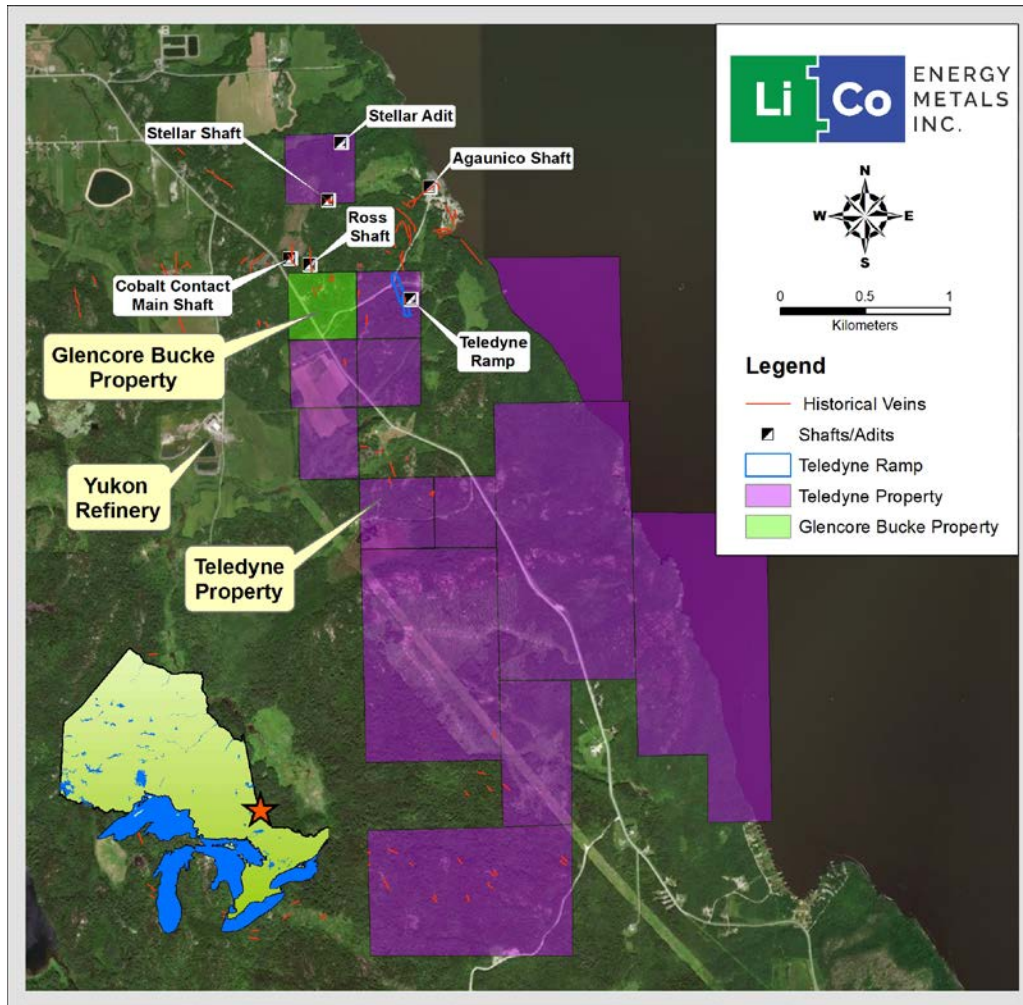 Li Co ENERGY
METALS
INC.
N
W E
S
0 0.5 1
Kilometers
Legend
Historical Veins
Shafts/Adits
Teledyne Ramp
Teledyne Property
Glencore Bucke Property
Stellar Adit
Stellar Shaft
Agaunico Shaft
Ross
Shaft
Cobalt Contact
Main Shaft
Glencore Bucke
Property
Teledyne
Ramp
Yukon
Refinery
Teledyne
Property